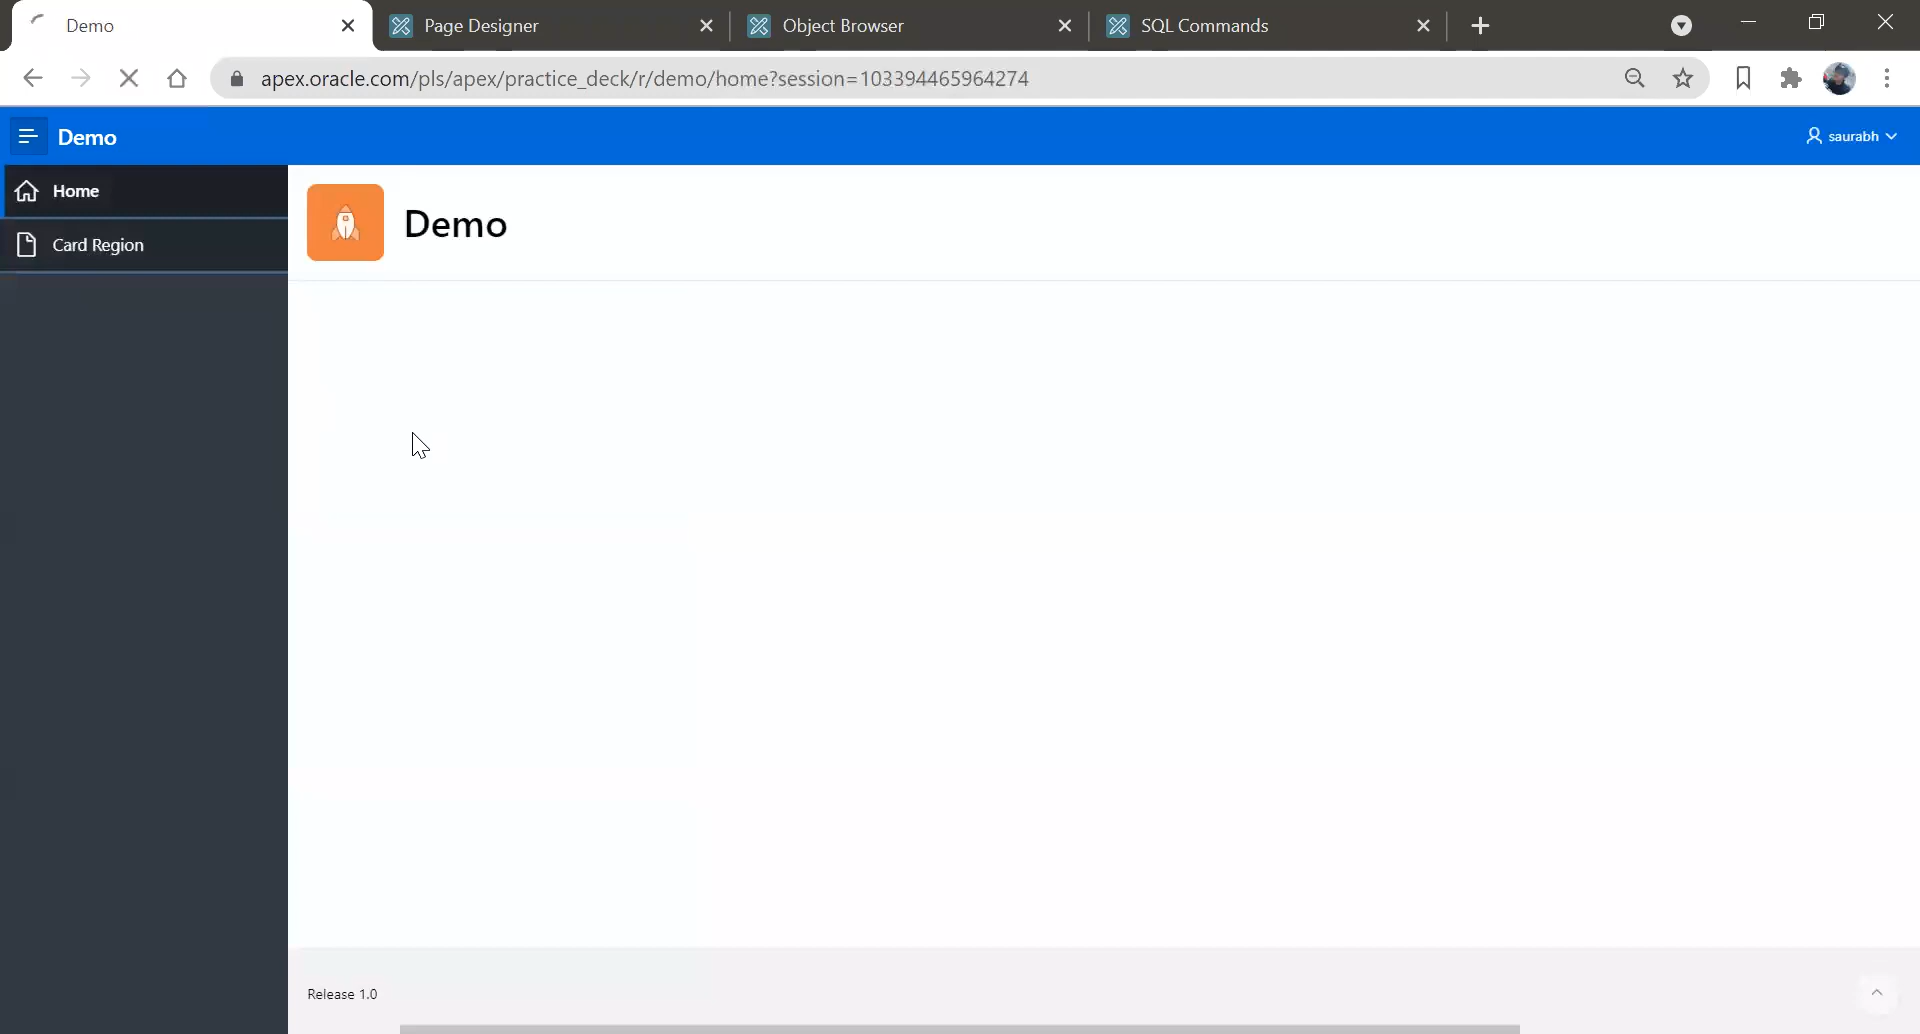 Demo
Page Designer
Object Browser
SQL Commands
apex.oracle.com/pls/apex/practice_deck/r/demo/home?session=103394465964274
Demo
saurabh
Home
Card Region
Demo
Release 1.0